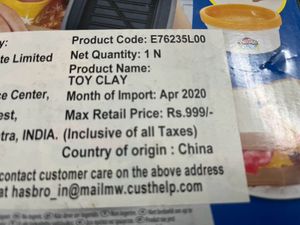 y:
Product Code: E76235L00
te Limited
Net Quantity: 1 N
Product Name:
TOY CLAY
ce Center,
Month of Import: Apr 2020
est,
Max Retail Price: Rs.999/-
tra, INDIA.
(Inclusive of all Taxes)
Country of origin : China
contact customer care on the above address
at hasbro_in@mailmw.custhelp.com